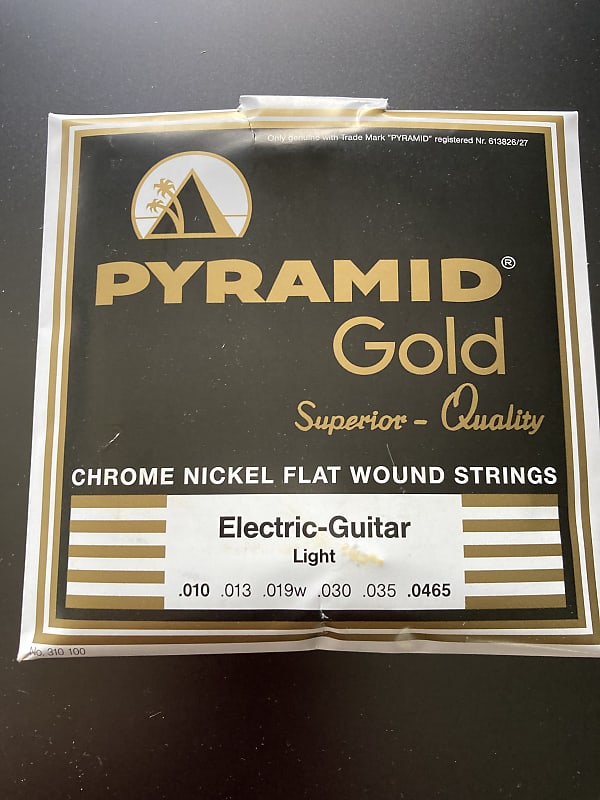 Only genuine with Trade Mark "PYRAMID" registered Nr. 613826/27
PYRAMID®
Gold
Superior - Quality
CHROME NICKEL FLAT WOUND STRINGS
Electric-Guitar
Light
.010 .013 .019w .030 .035 .0465
No. 310 100